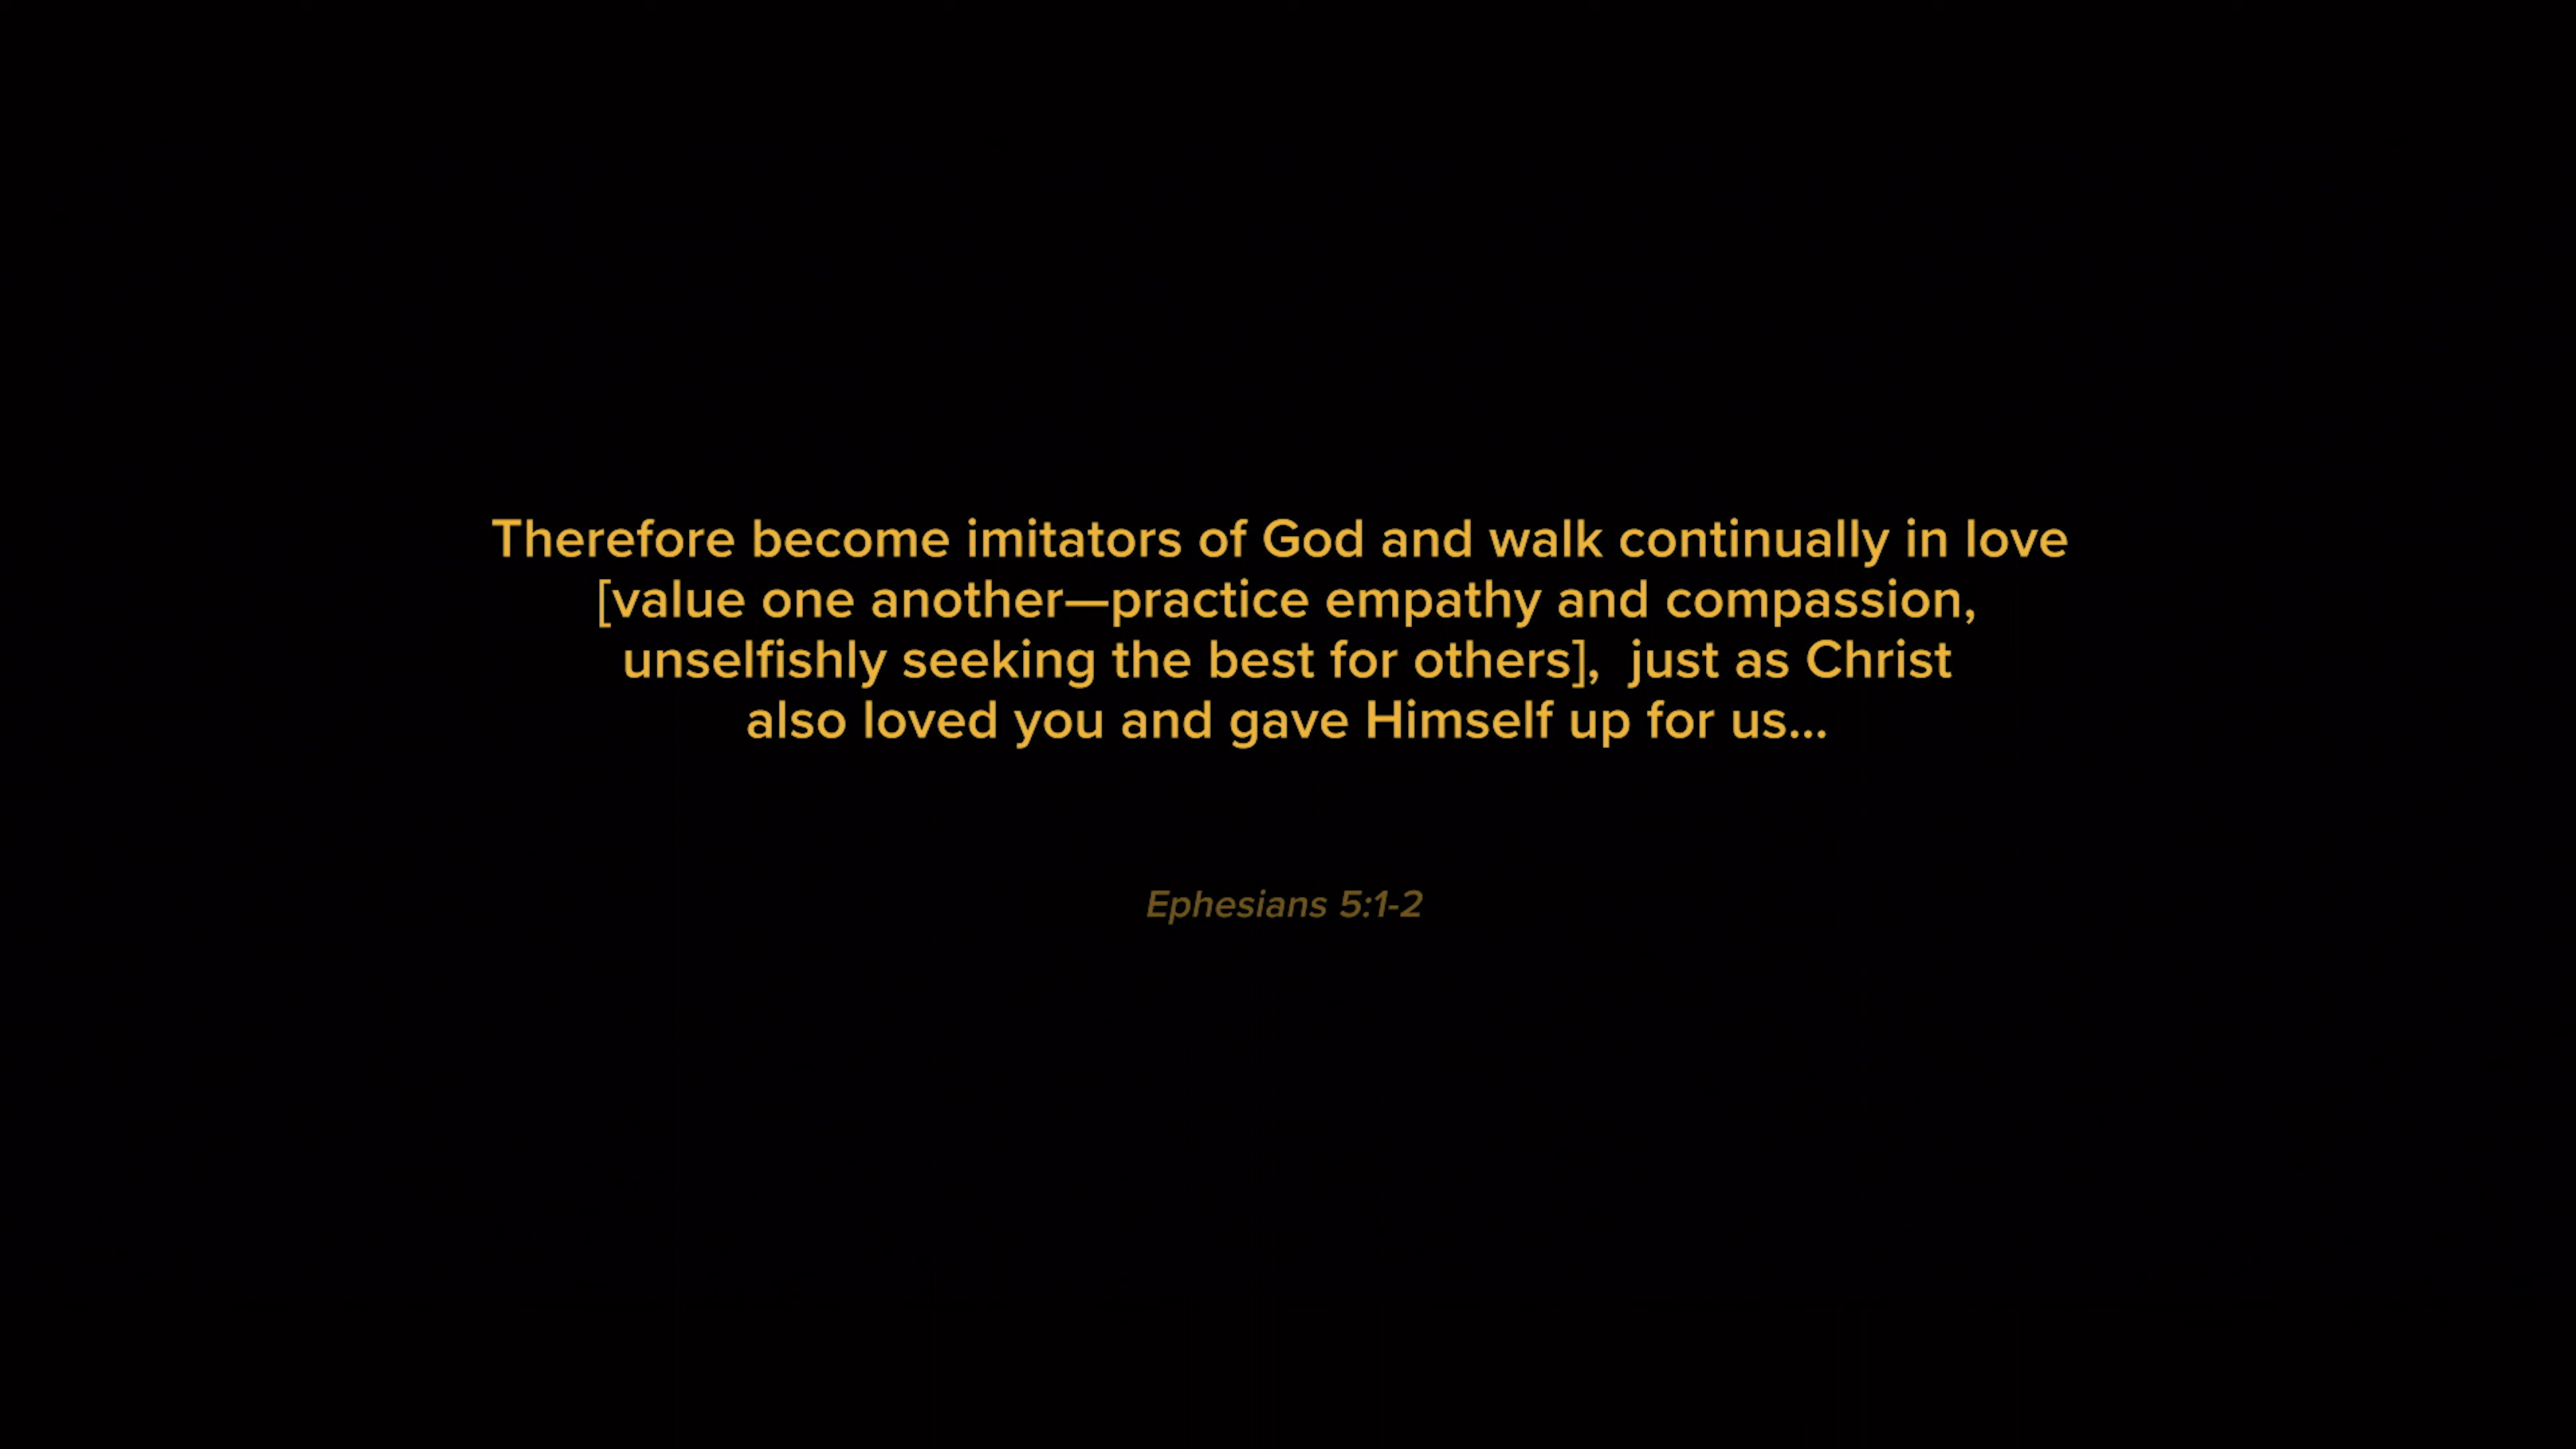 Therefore become imitators of God and walk continually in love
[value one another—practice empathy and compassion,
unselfishly seeking the best for others],  just as Christ
also loved you and gave Himself up for us...
Ephesians 5:1-2